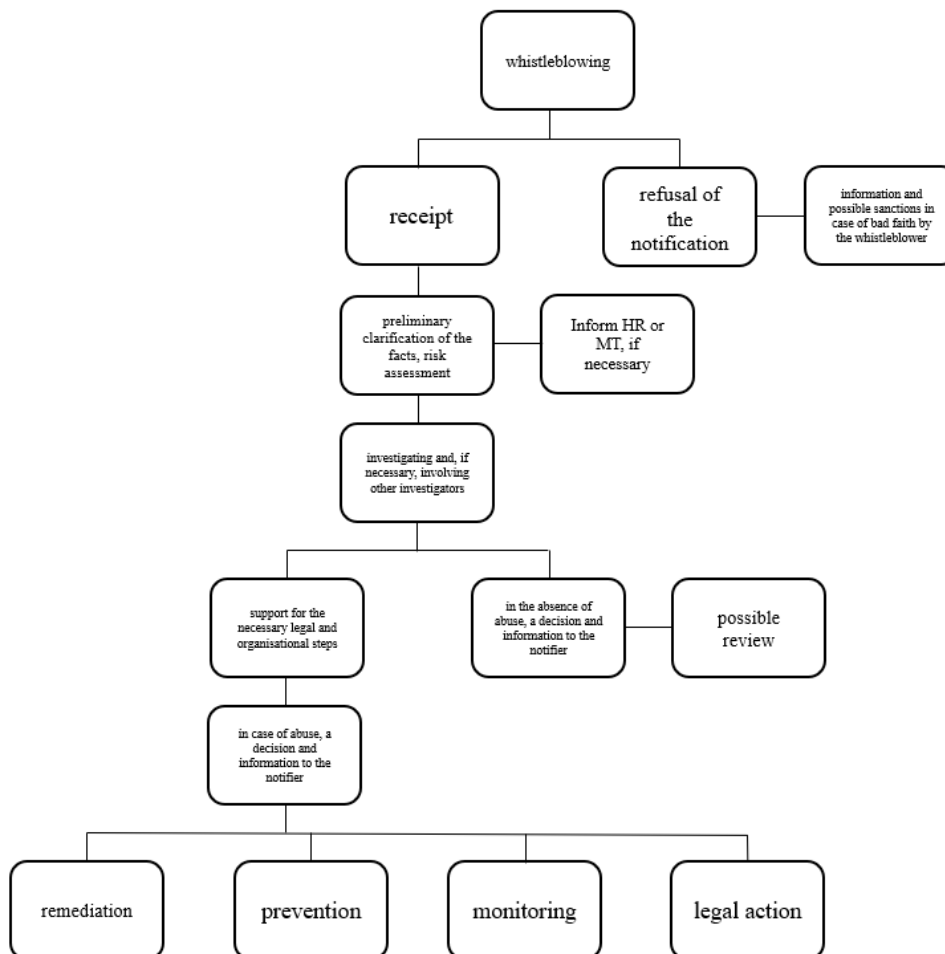 whistleblowing
receipt
refusal of
the
notification
information and
possible sanctions in
case of bad faith by
the whistleblower
preliminary
clarification of the
facts, risk
assessment
Inform HR or
MT, if
necessary
investigating and, if
necessary, involving
other investigators
support for the
necessary legal and
organisational steps
in the absence of
abuse, a decision and
information to the
notifier
possible
review
in case of abuse, a
decision and
information to the
notifier
remediation
prevention
monitoring
legal action